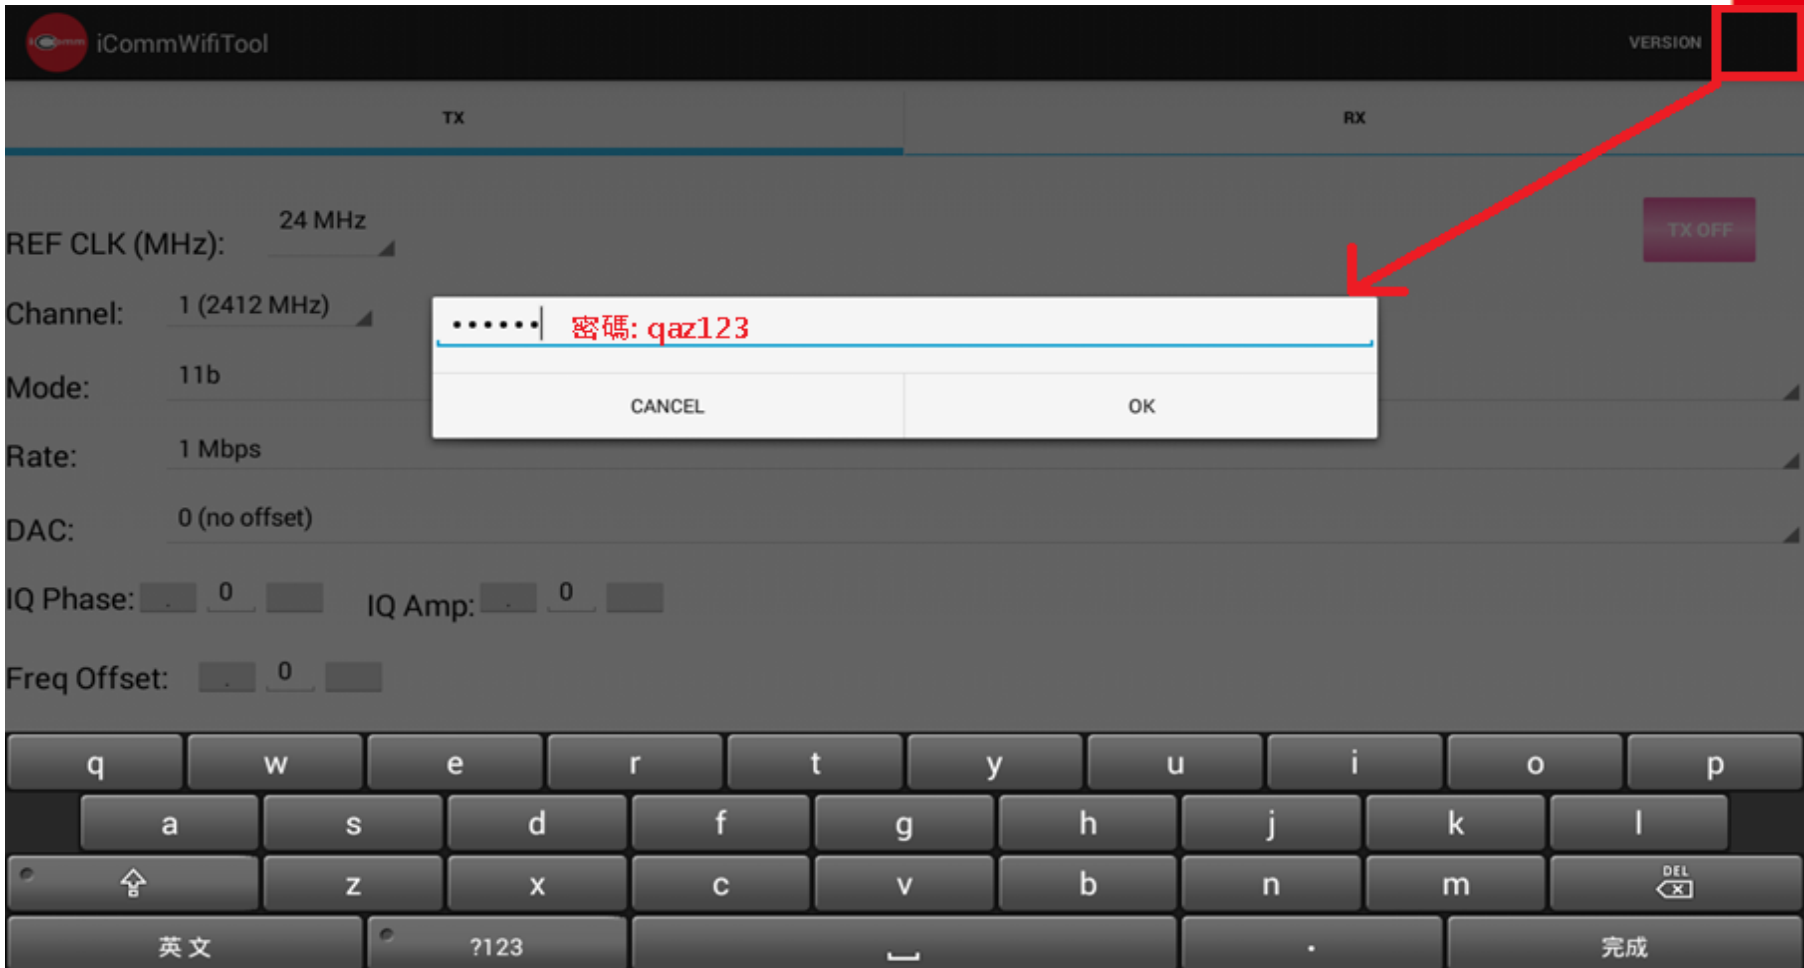 iComm iCommWifiTool VERSION
TX RX
24 MHz
REF CLK (MHz): TX OFF
Channel: 1 (2412 MHz)
•••••• 密碼: qaz123
Mode: 11b
CANCEL OK
Rate: 1 Mbps
DAC: 0 (no offset)
IQ Phase: . 0 IQ Amp: . 0
Freq Offset: . 0
q w e r t y u i o p
a s d f g h j k l
z x c v b n m DEL
英文 ?123 . 完成